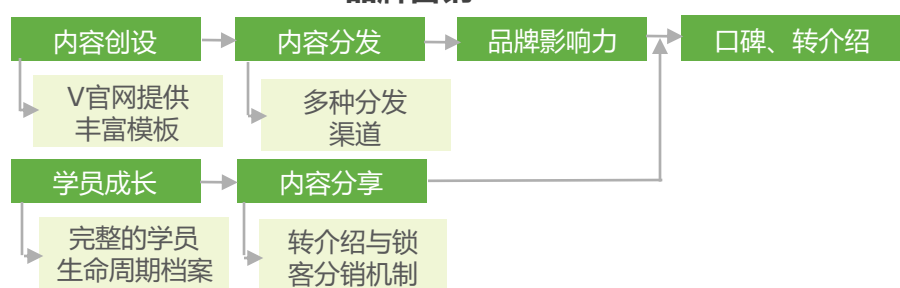 内容创设
内容分发
品牌影响力
口碑、转介绍
V官网提供
丰富模板
多种分发
渠道
学员成长
内容分享
完整的学员
生命周期档案
转介绍与锁
客分销机制